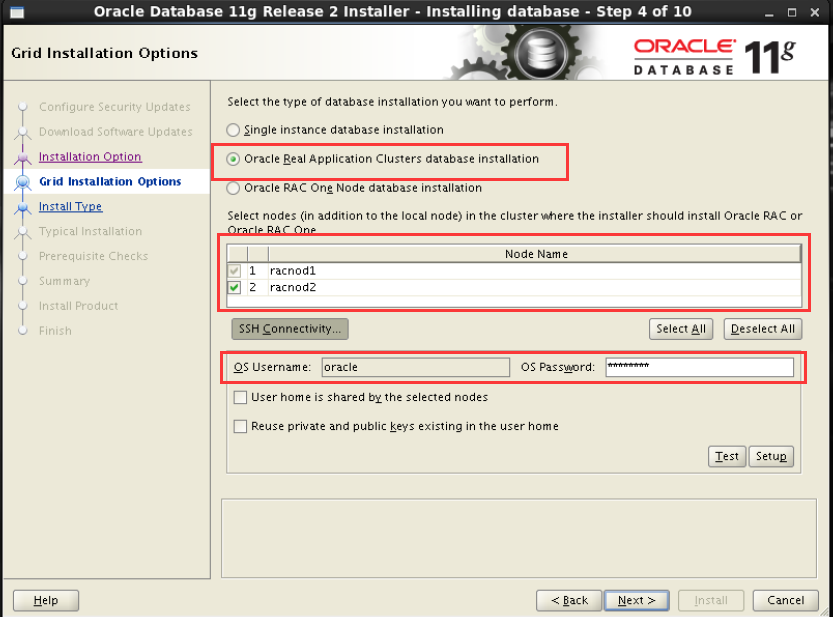 Oracle Database 11g Release 2 Installer - Installing database - Step 4 of 10
Grid Installation Options
ORACLE
DATABASE 11g
Configure Security Updates
Download Software Updates
Installation Option
Grid Installation Options
Install Type
Typical Installation
Prerequisite Checks
Summary
Install Product
Finish
Select the type of database installation you want to perform.
Single instance database installation
Oracle Real Application Clusters database installation
Oracle RAC One Node database installation
Select nodes (in addition to the local node) in the cluster where the installer should install Oracle RAC or
Oracle RAC One
Node Name
1 racnod1
2 racnod2
SSH Connectivity...
Select All
Deselect All
OS Username: oracle OS Password: ********
User home is shared by the selected nodes
Reuse private and public keys existing in the user home
Test
Setup
Help
< Back
Next >
Install
Cancel